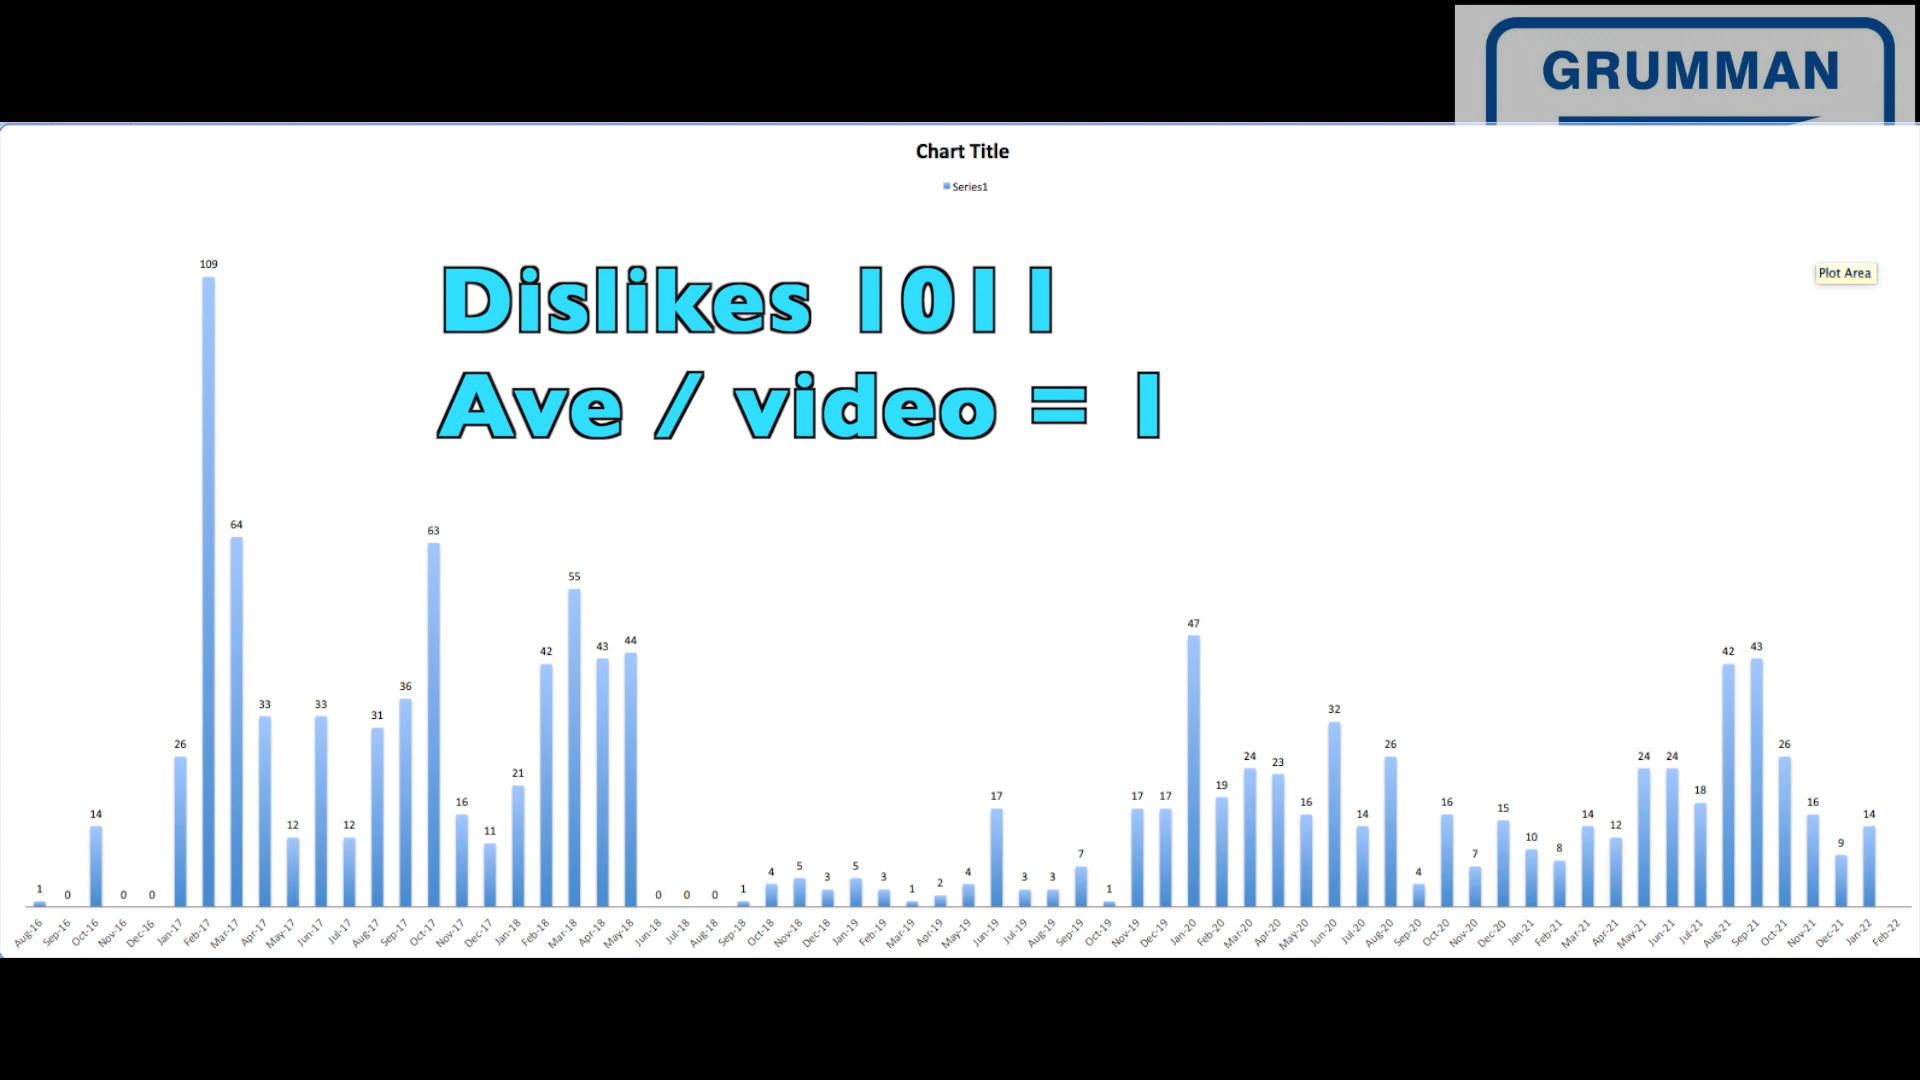 GRUMMAN
Chart Title
Series1
Plot Area
Dislikes 1011
Ave / video = 1
1 0 14 0 0 26 109 64 33 12 33 12 31 36 63 16 11 21 42 55 43 44 0 0 0 1 4 5 3 5 3 1 2 4 17 3 3 7 1 17 17 47 19 24 23 16 32 14 26 4 16 7 15 10 8 14 12 24 24 18 42 43 26 16 9 14
Aug-16 Sep-16 Oct-16 Nov-16 Dec-16 Jan-17 Feb-17 Mar-17 Apr-17 May-17 Jun-17 Jul-17 Aug-17 Sep-17 Oct-17 Nov-17 Dec-17 Jan-18 Feb-18 Mar-18 Apr-18 May-18 Jun-18 Jul-18 Aug-18 Sep-18 Oct-18 Nov-18 Dec-18 Jan-19 Feb-19 Mar-19 Apr-19 May-19 Jun-19 Jul-19 Aug-19 Sep-19 Oct-19 Nov-19 Dec-19 Jan-20 Feb-20 Mar-20 Apr-20 May-20 Jun-20 Jul-20 Aug-20 Sep-20 Oct-20 Nov-20 Dec-20 Jan-21 Feb-21 Mar-21 Apr-21 May-21 Jun-21 Jul-21 Aug-21 Sep-21 Oct-21 Nov-21 Dec-21 Jan-22 Feb-22